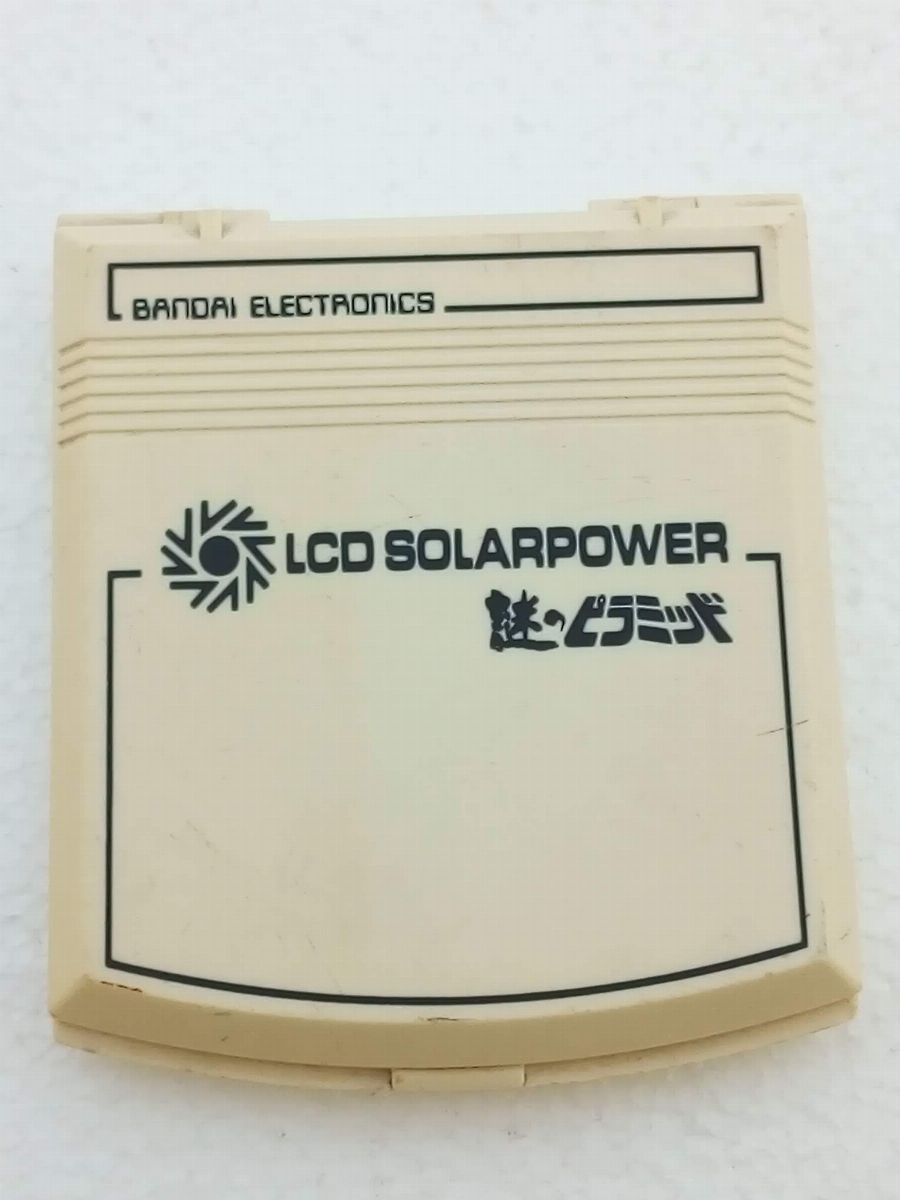 BANDAI ELECTRONICS
LCD SOLARPOWER
謎のピラミッド